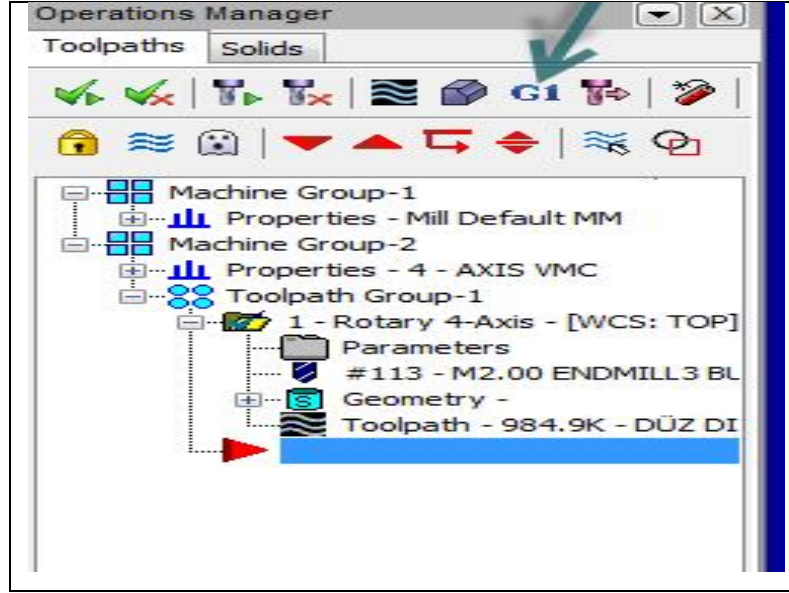 Operations Manager
Toolpaths Solids
G1
Machine Group-1
Properties - Mill Default MM
Machine Group-2
Properties - 4 - AXIS VMC
Toolpath Group-1
1 - Rotary 4-Axis - [WCS: TOP]
Parameters
#113 - M2.00 ENDMILL3 BL
S Geometry -
Toolpath - 984.9K - DÜZ DI